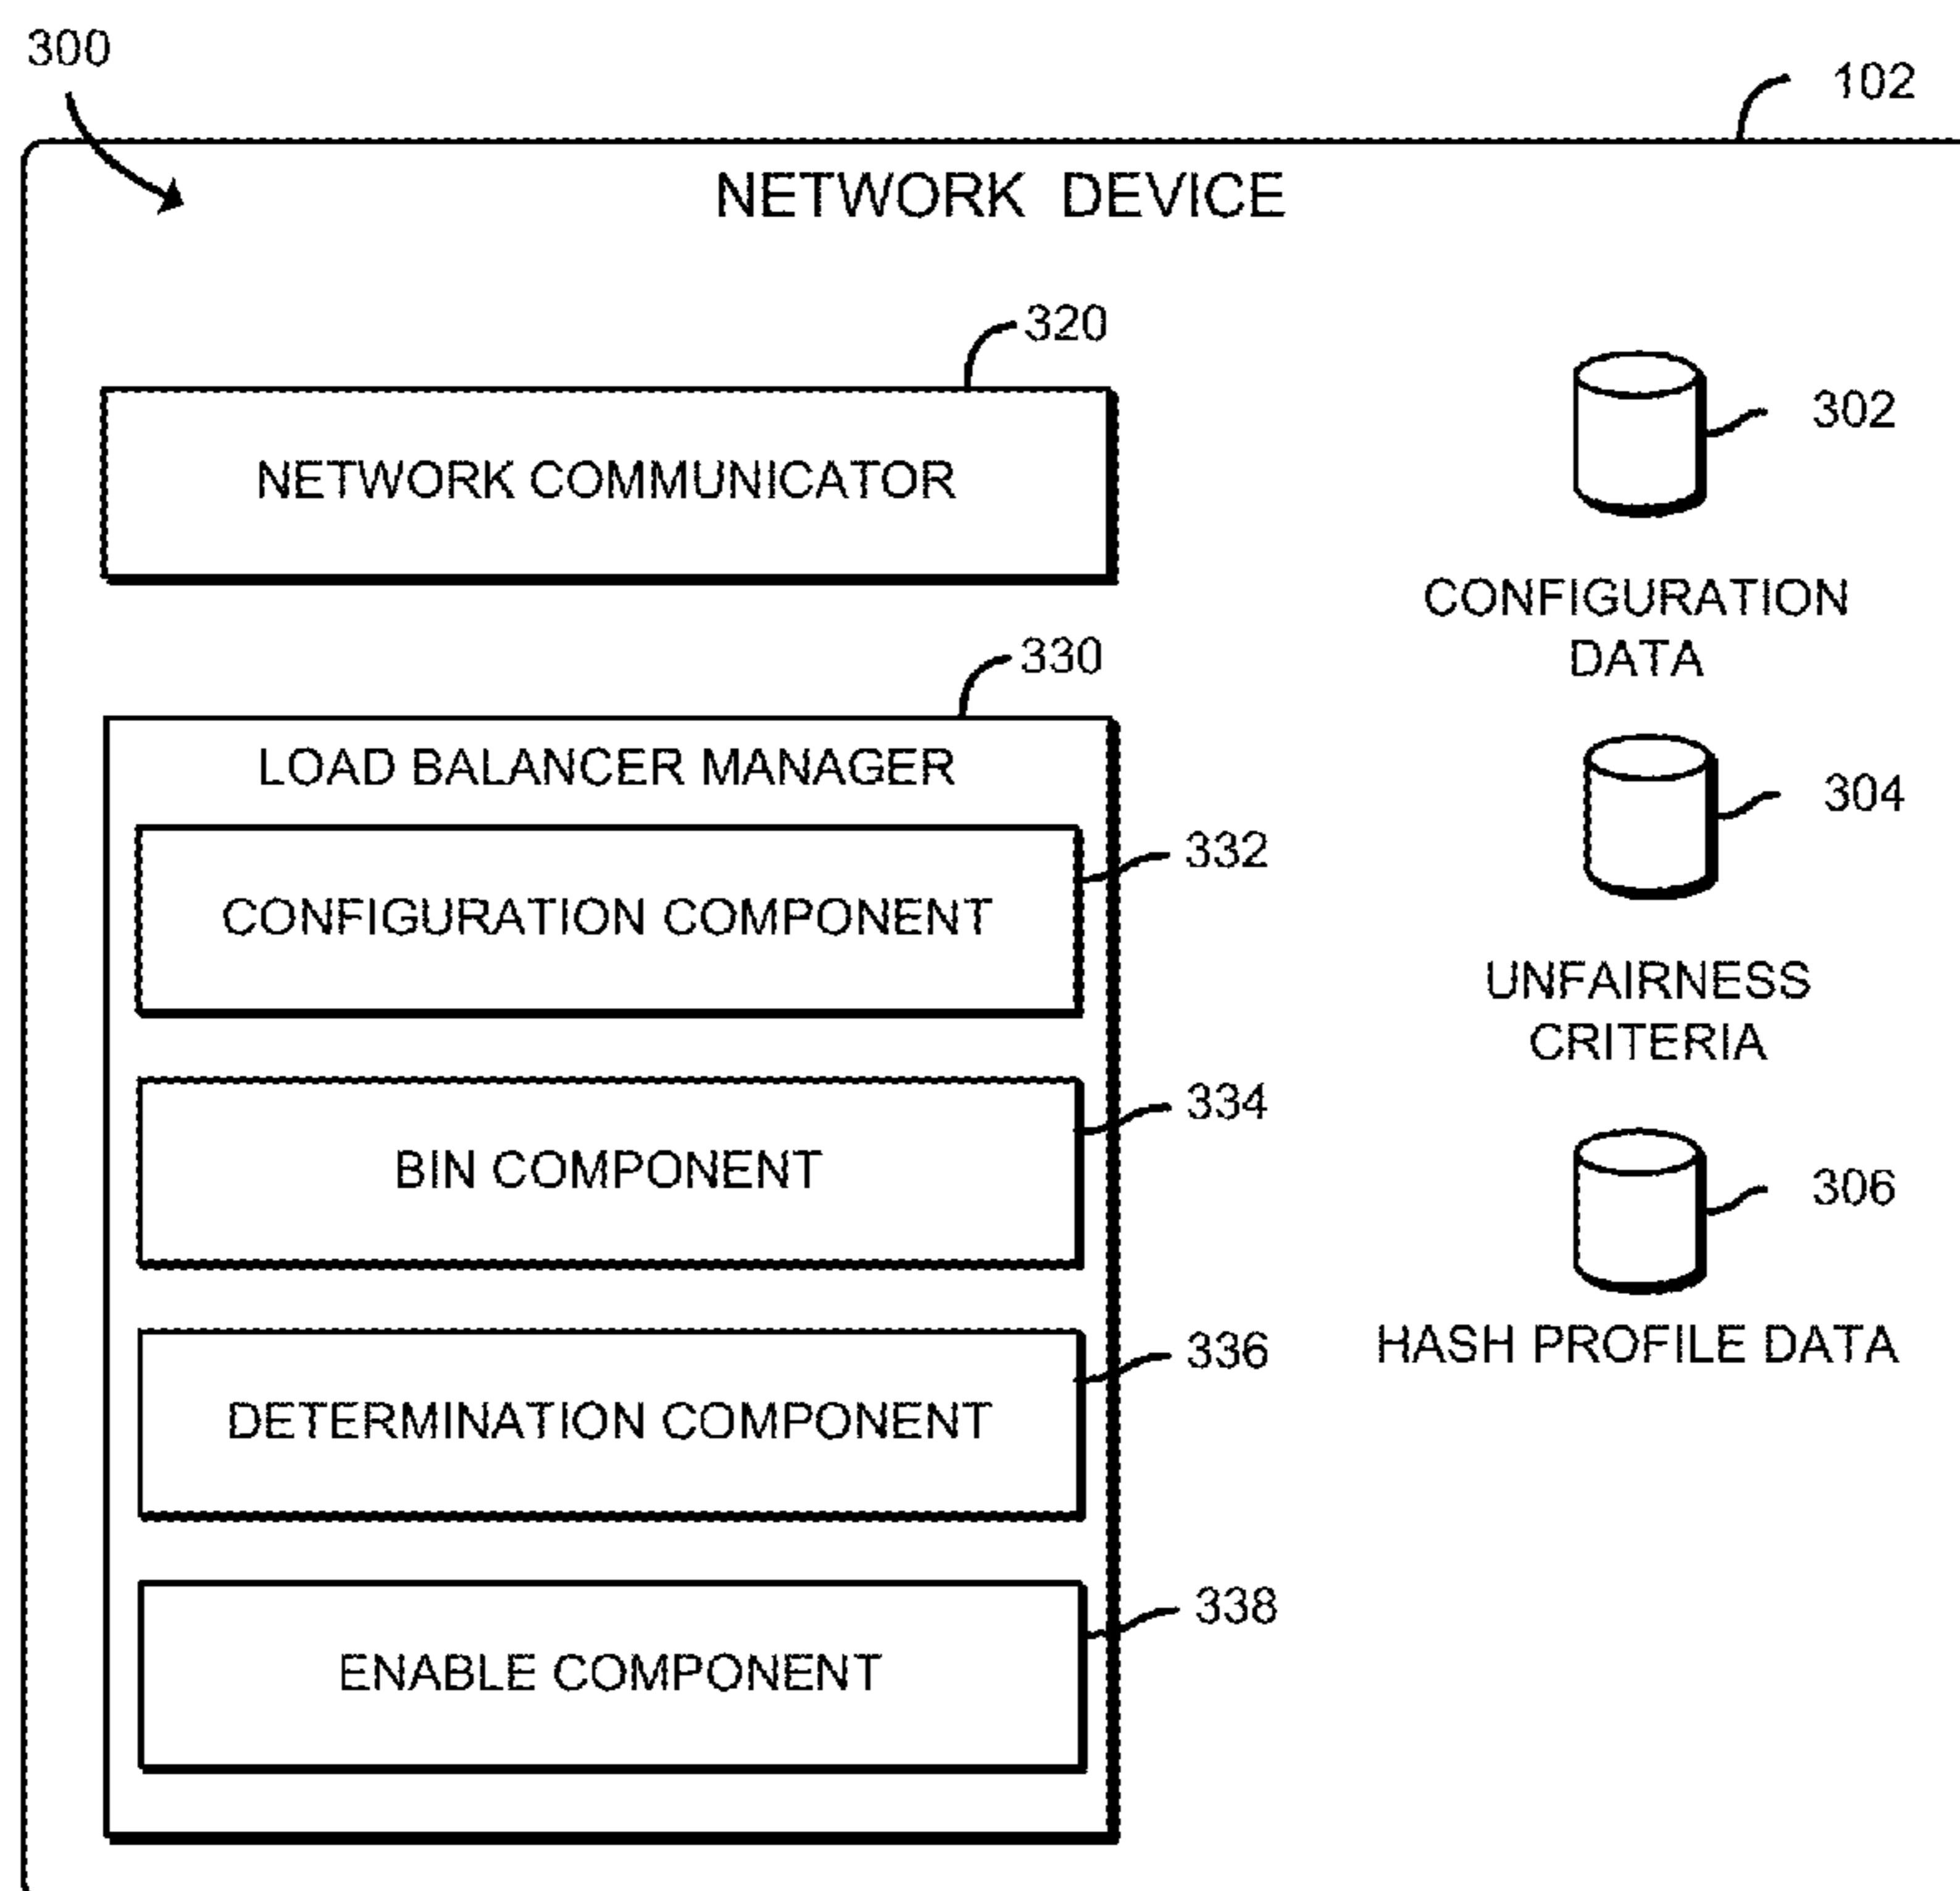 300
102
NETWORK DEVICE
320
NETWORK COMMUNICATOR
302
CONFIGURATION
DATA
330
LOAD BALANCER MANAGER
304
332
CONFIGURATION COMPONENT
UNFAIRNESS
CRITERIA
334
BIN COMPONENT
306
336
HASH PROFILE DATA
DETERMINATION COMPONENT
338
ENABLE COMPONENT